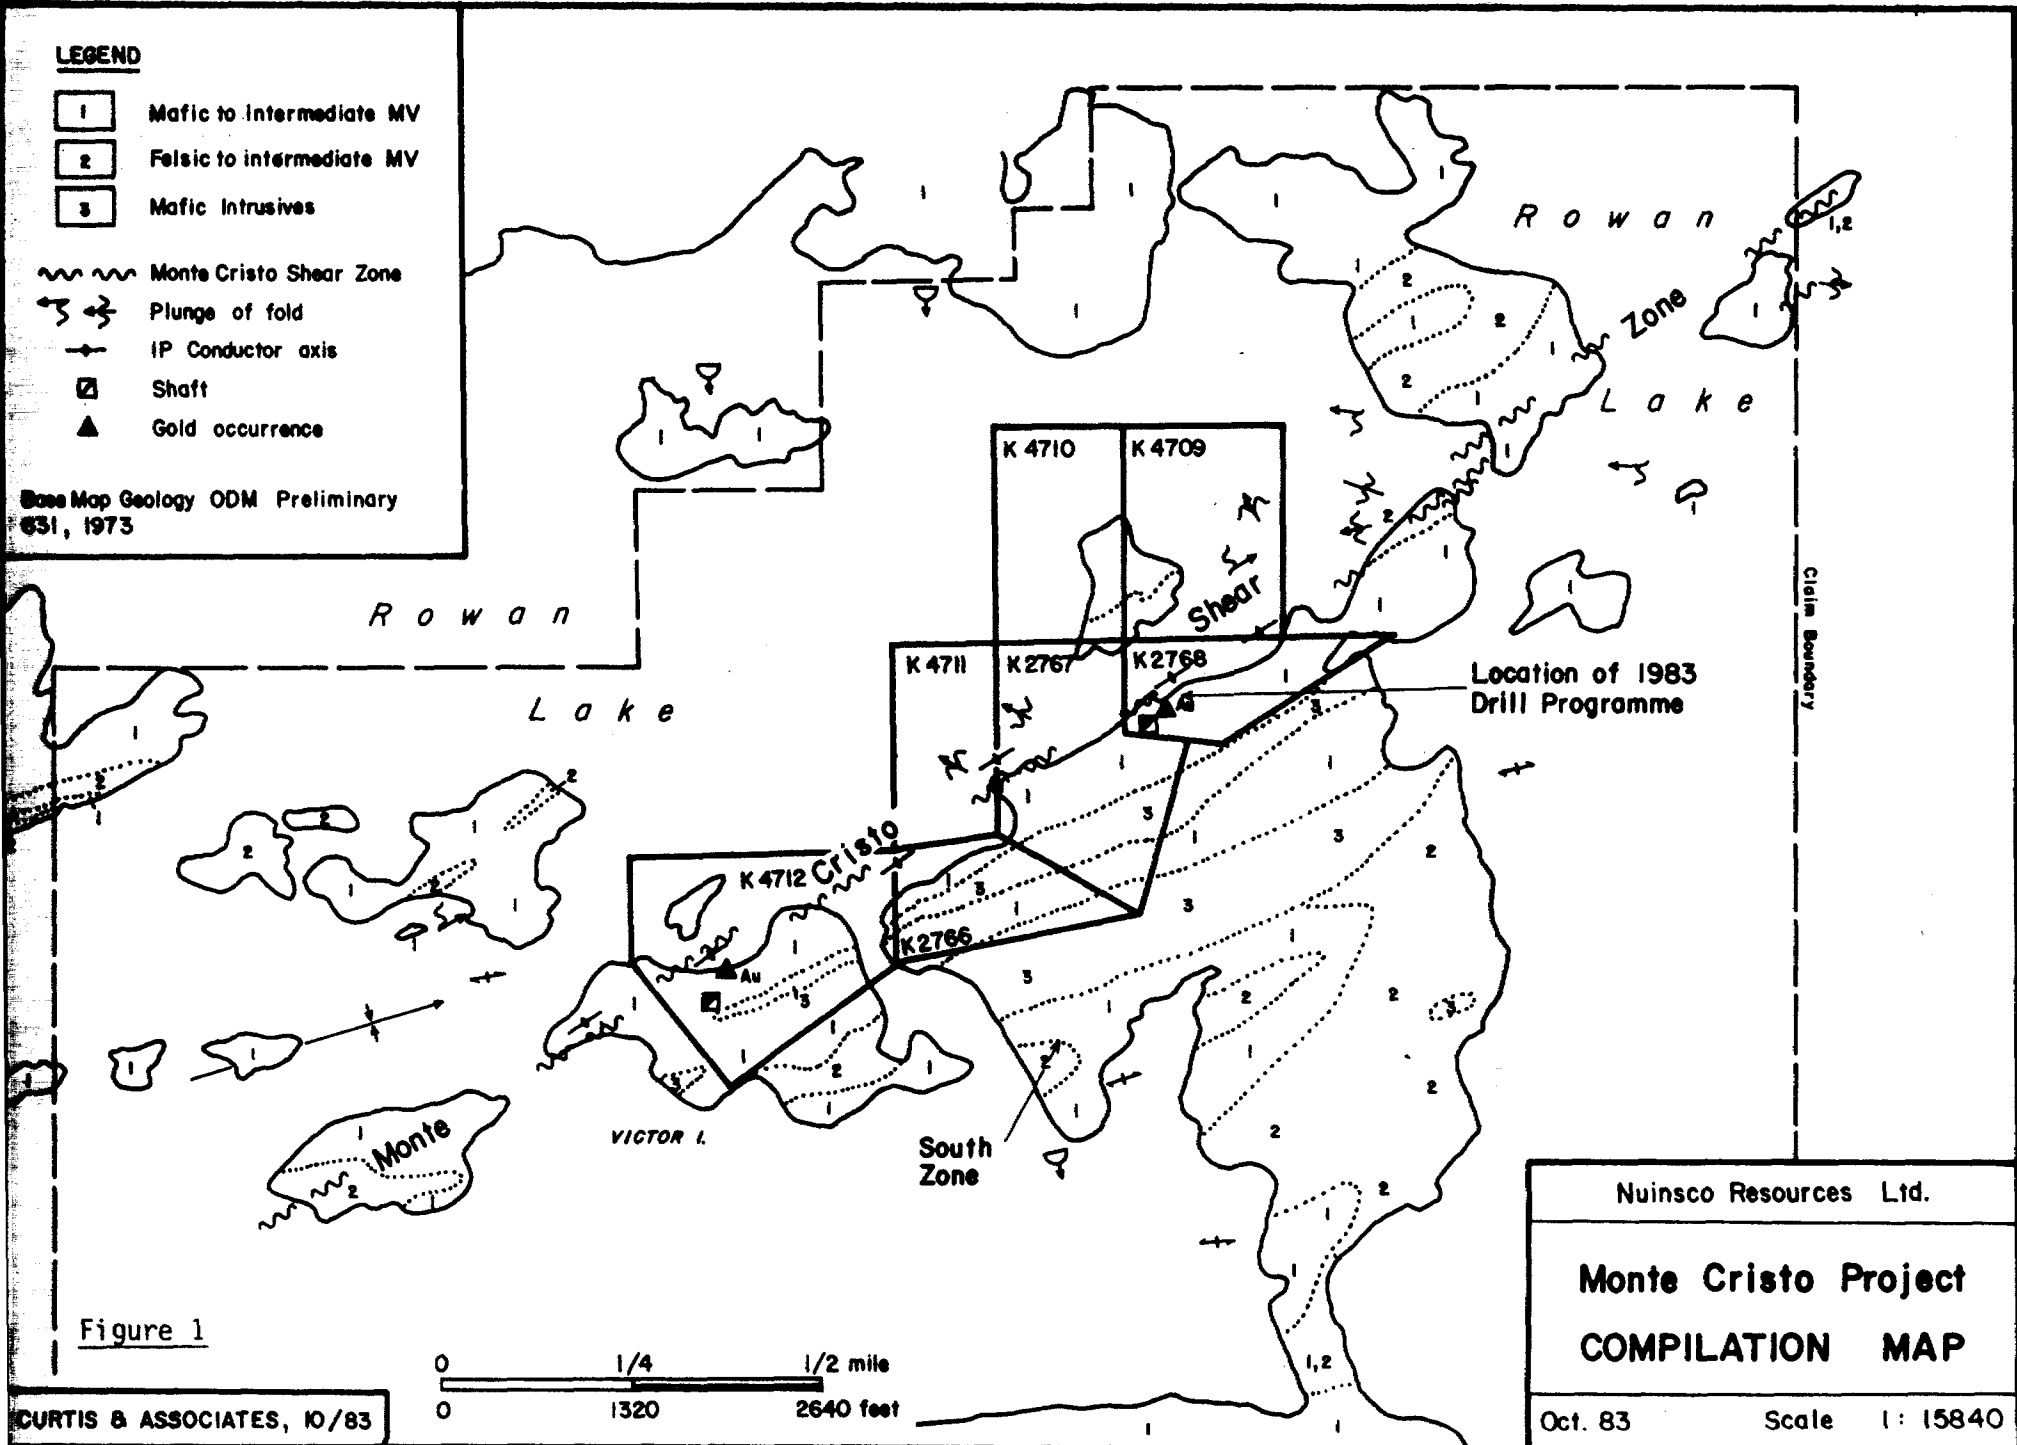 LEGEND
1 Mafic to Intermediate MV
2 Felsic to intermediate MV
3 Mafic Intrusives
Monte Cristo Shear Zone
Plunge of fold
IP Conductor axis
Shaft
Gold occurrence
Base Map Geology ODM Preliminary
631, 1973
Rowan
Lake
Rowan
Lake
Monte
Cristo
Shear
Zone
K 4710
K 4709
K 4711
K 2767
K 2768
K 4712
K 2766
Au
Au
Location of 1983
Drill Programme
Claim Boundary
VICTOR I.
South
Zone
1,2
1,2
Figure 1
0 1/4 1/2 mile
0 1320 2640 feet
CURTIS & ASSOCIATES, 10/83
Nuinsco Resources Ltd.
Monte Cristo Project
COMPILATION MAP
Oct. 83 Scale 1: 15840